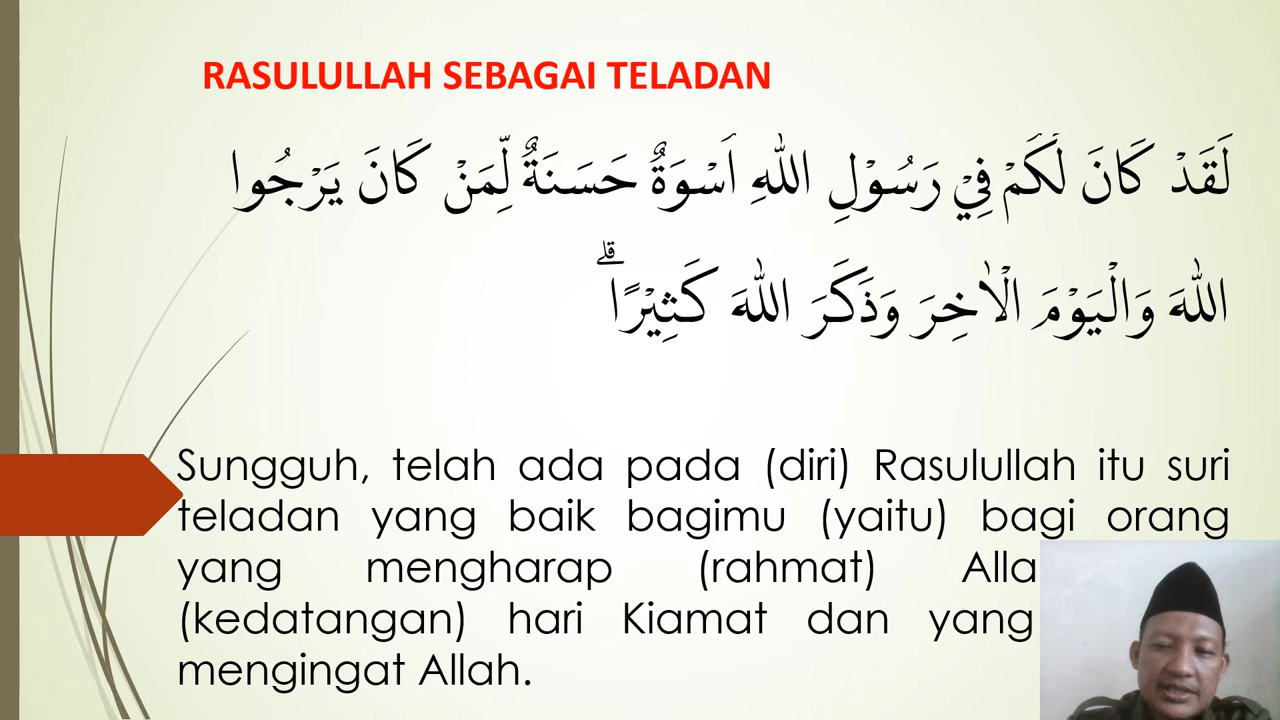 RASULULLAH SEBAGAI TELADAN
لَقَدْ كَانَ لَكُمْ فِيْ رَسُوْلِ اللّٰهِ اُسْوَةٌ حَسَنَةٌ لِّمَنْ كَانَ يَرْجُوا
اللّٰهَ وَالْيَوْمَ الْاٰخِرَ وَذَكَرَ اللّٰهَ كَثِيْرًاۗ
Sungguh, telah ada pada (diri) Rasulullah itu suri
teladan yang baik bagimu (yaitu) bagi orang
yang mengharap (rahmat)
(kedatangan) hari Kiamat dan yang
mengingat Allah.